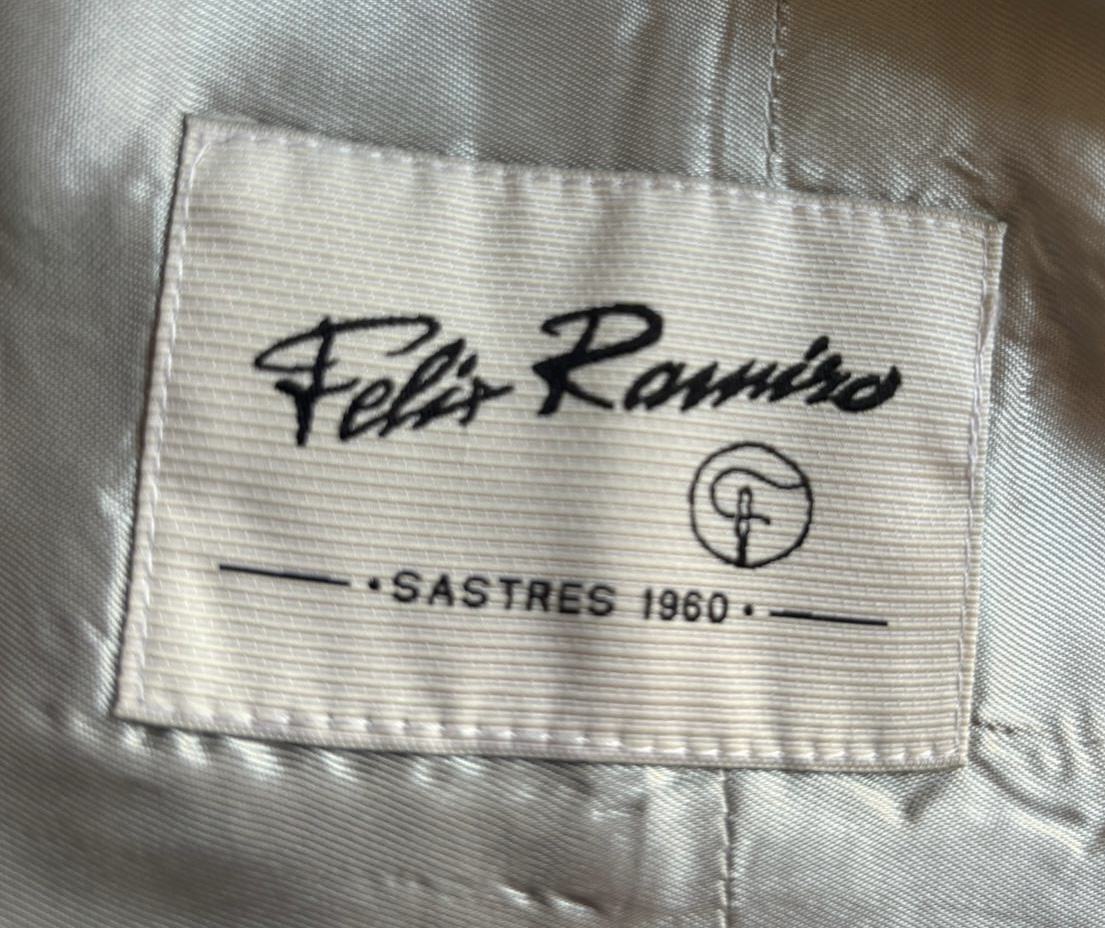 Felix Ramiro
·SASTRES 1960·